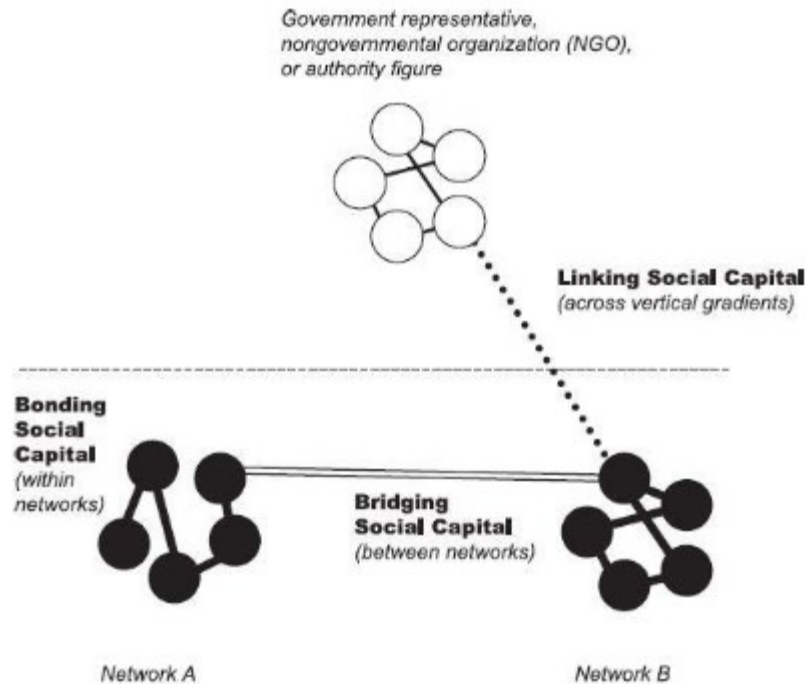 Government representative,
nongovernmental organization (NGO),
or authority figure
Linking Social Capital
(across vertical gradients)
Bonding
Social
Capital
(within
networks)
Bridging
Social Capital
(between networks)
Network A
Network B